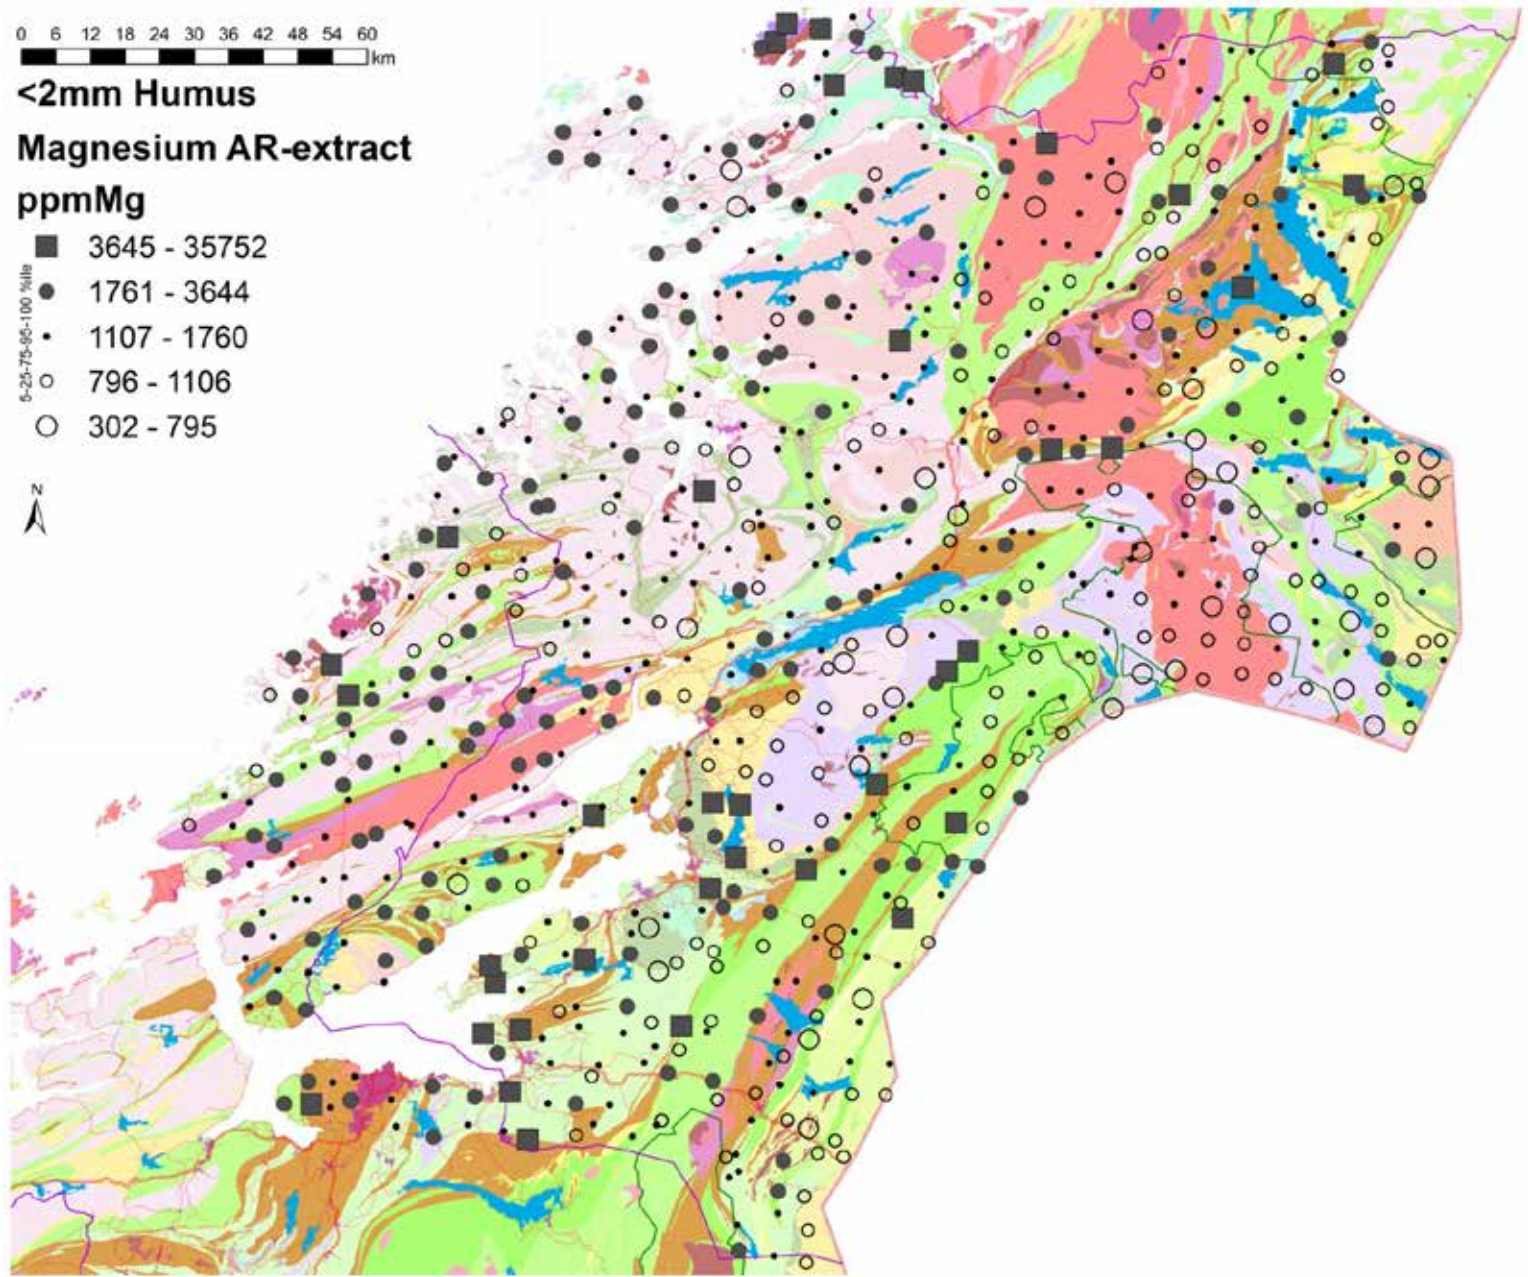 0 6 12 18 24 30 36 42 48 54 60
km
<2mm Humus
Magnesium AR-extract
ppmMg
3645 - 35752
1761 - 3644
1107 - 1760
796 - 1106
302 - 795
5-25-75-95-100 %ile
N